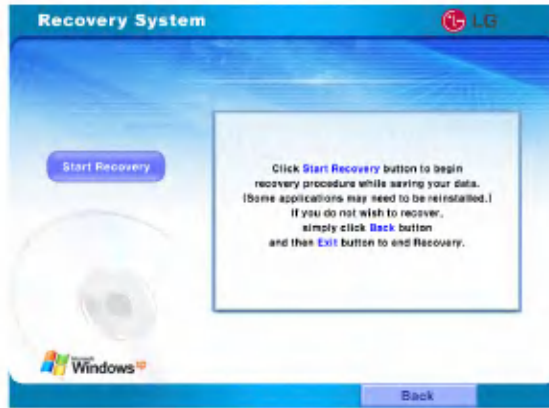 Recovery System
LG
Start Recovery
Click Start Recovery button to begin
recovery procedure while saving your data.
(Some applications may need to be reinstalled.)
If you do not wish to recover,
simply click Back button
and then Exit button to end Recovery.
Microsoft
Windows xp
Back